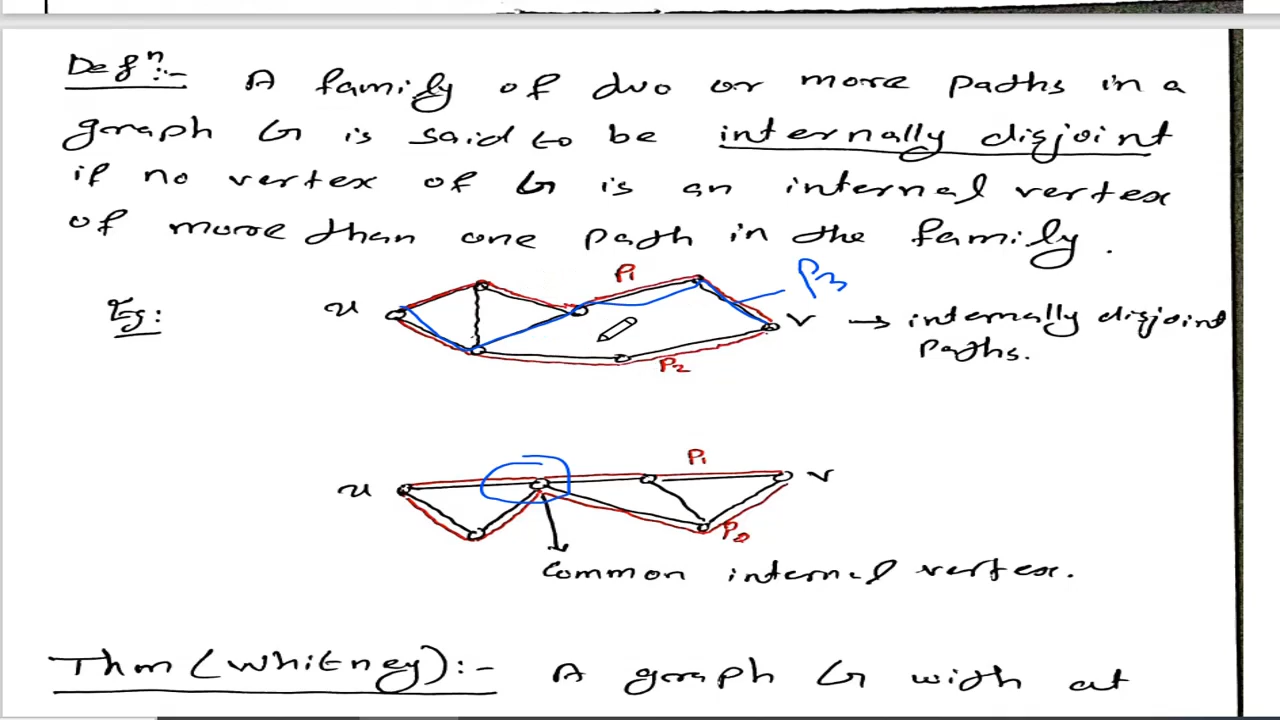 Defⁿ:- A family of two or more paths in a
graph G is said to be internally disjoint
if no vertex of G is an internal vertex
of more than one path in the family.
Eg:
u
P1
P3
v → internally disjoint
paths.
P2
u
P1
v
P2
Common internal vertex.
Thm (Whitney):- A graph G with at